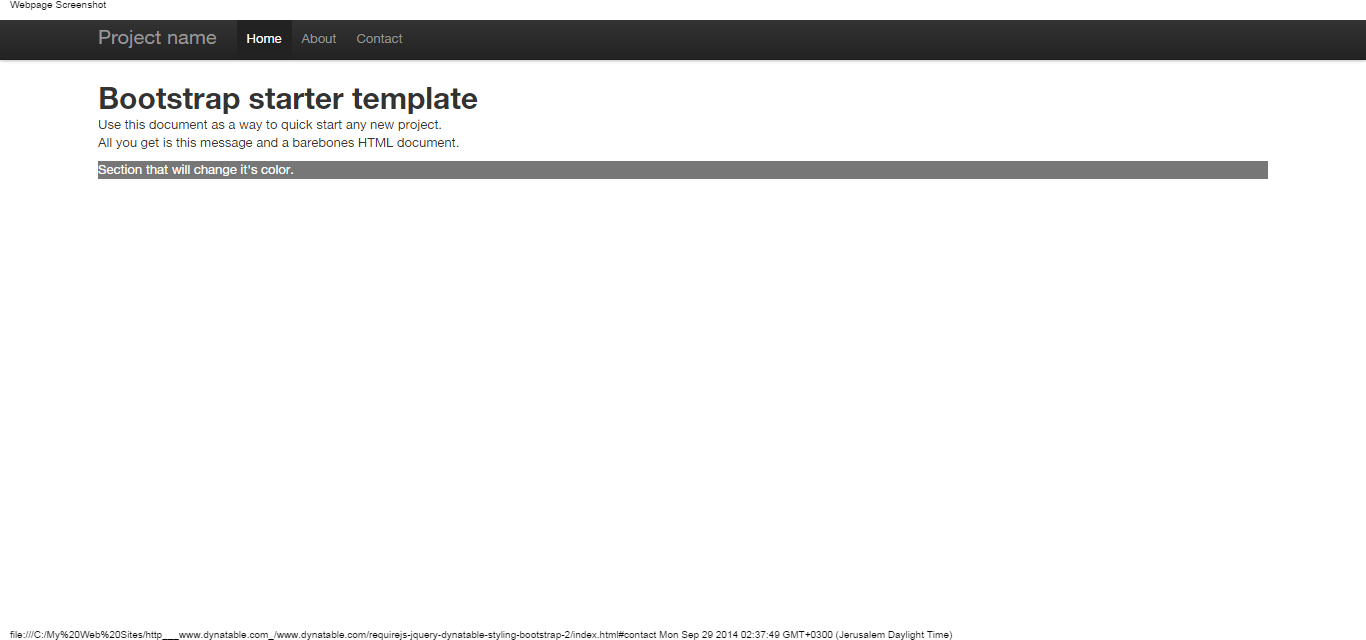 Webpage Screenshot
Project name Home About Contact
Bootstrap starter template
Use this document as a way to quick start any new project.
All you get is this message and a barebones HTML document.
Section that will change it's color.
file:///C:/My%20Web%20Sites/http___www.dynatable.com_/www.dynatable.com/requirejs-jquery-dynatable-styling-bootstrap-2/index.html#contact Mon Sep 29 2014 02:37:49 GMT+0300 (Jerusalem Daylight Time)